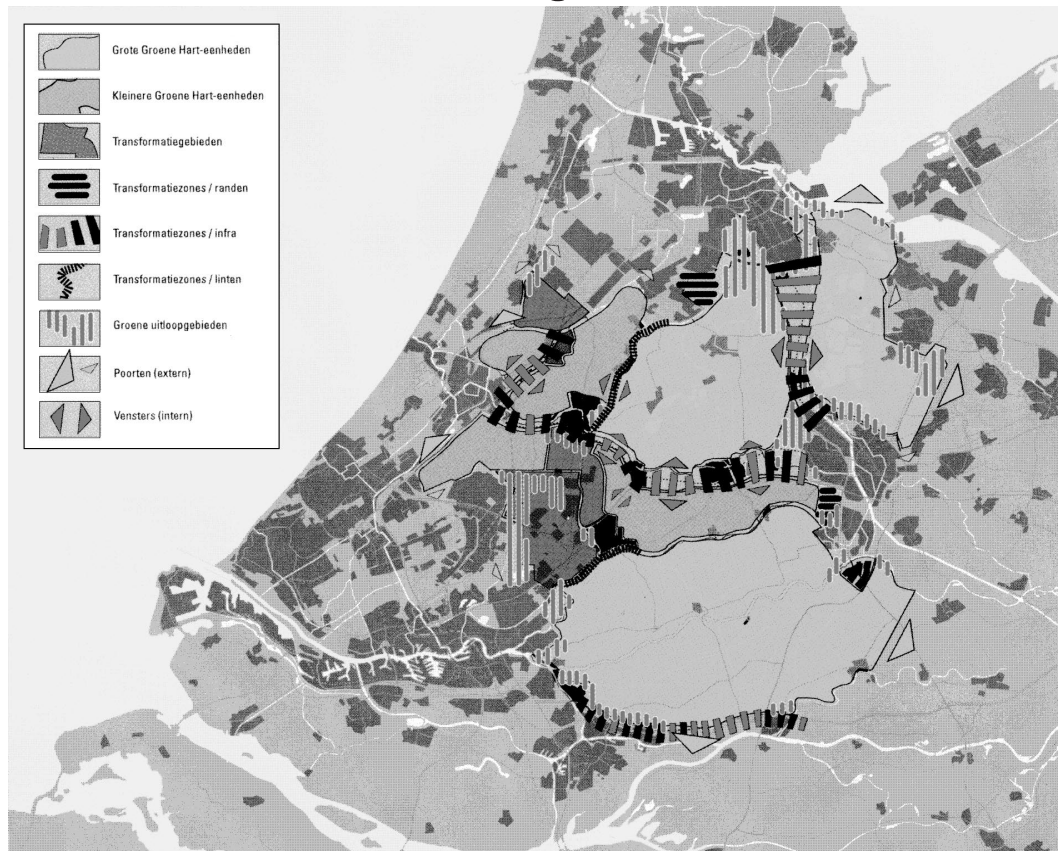 Grote Groene Hart-eenheden
Kleinere Groene Hart-eenheden
Transformatiegebieden
Transformatiezones / randen
Transformatiezones / infra
Transformatiezones / linten
Groene uitloopgebieden
Poorten (extern)
Vensters (intern)